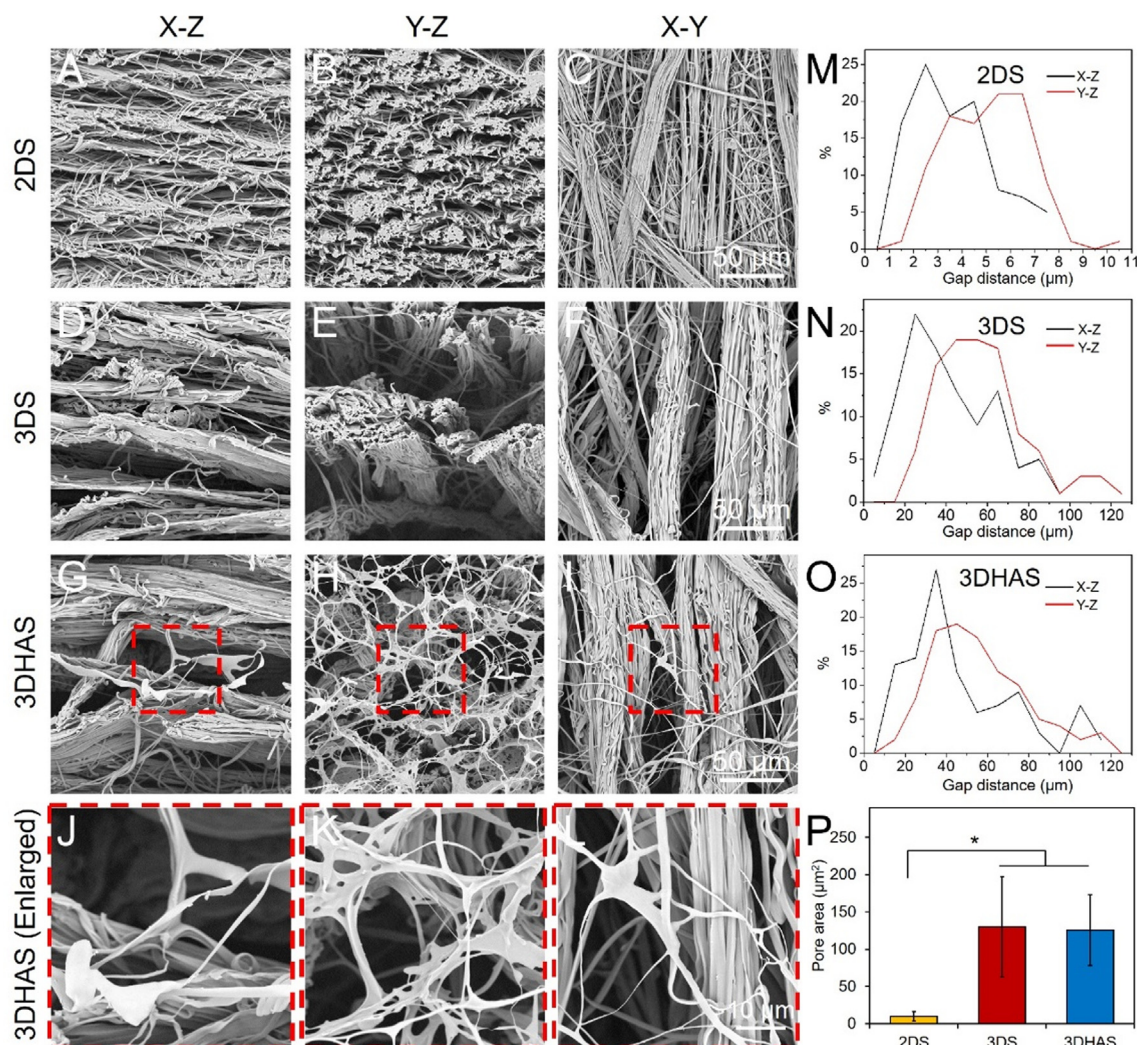 X-Z
Y-Z
X-Y
2DS
A
B
C
50 μm
M
2DS
X-Z
Y-Z
25
20
15
10
5
0
%
0 1 2 3 4 5 6 7 8 9 10 11
Gap distance (μm)
3DS
D
E
F
50 μm
N
3DS
X-Z
Y-Z
20
15
10
5
0
%
0 20 40 60 80 100 120
Gap distance (μm)
3DHAS
G
H
I
50 μm
O
3DHAS
X-Z
Y-Z
25
20
15
10
5
0
%
0 20 40 60 80 100 120
Gap distance (μm)
3DHAS (Enlarged)
J
K
L
10 μm
P
*
250
200
150
100
50
0
Pore area (μm²)
2DS 3DS 3DHAS